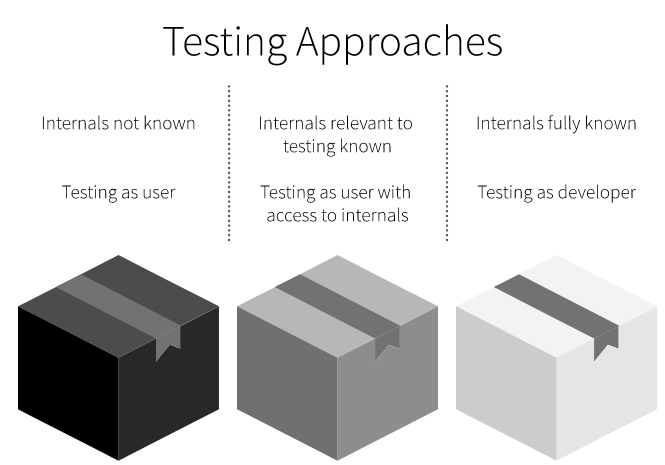 Testing Approaches
Internals not known
Testing as user
Internals relevant to
testing known
Testing as user with
access to internals
Internals fully known
Testing as developer